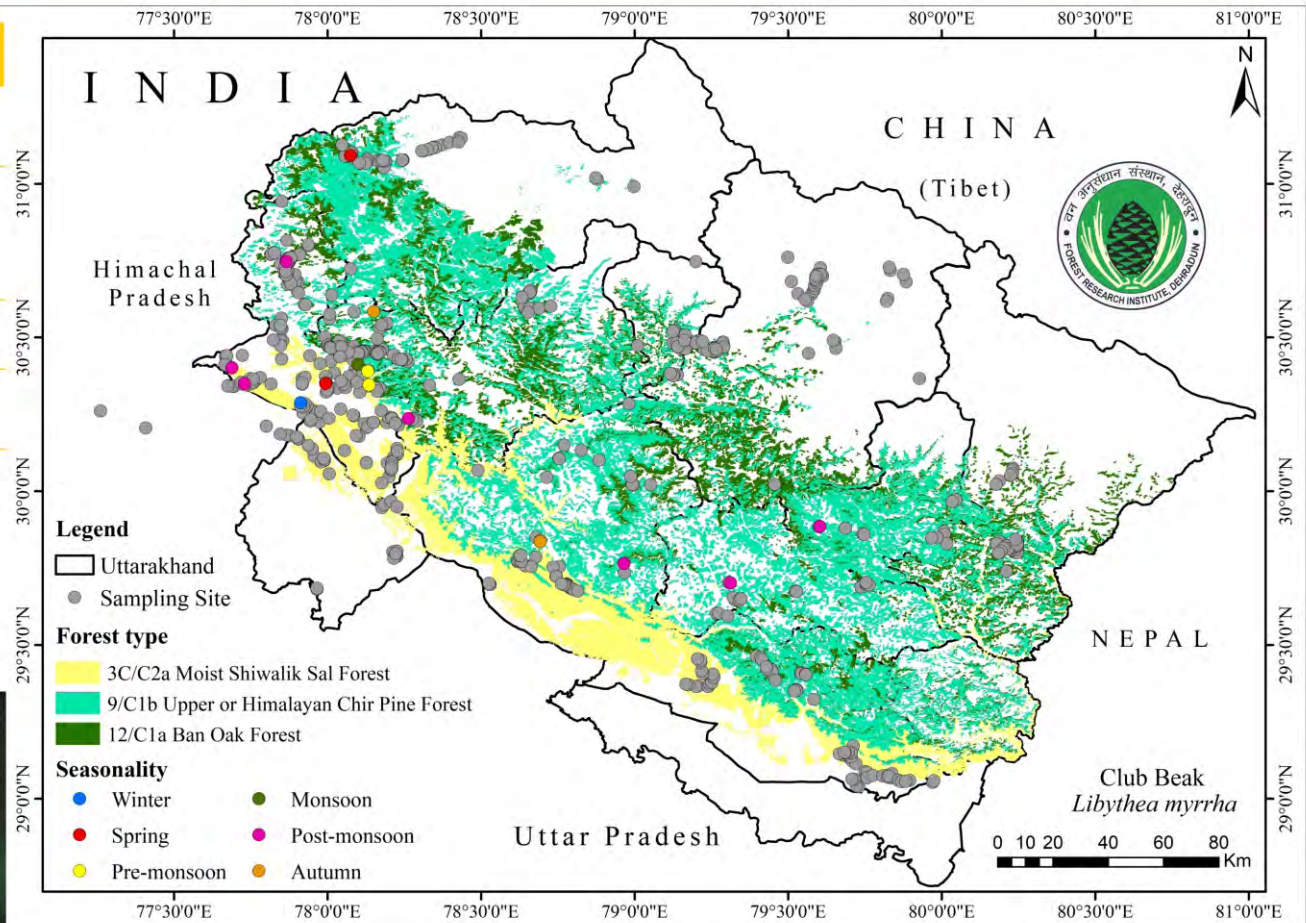 77°30'0"E 78°0'0"E 78°30'0"E 79°0'0"E 79°30'0"E 80°0'0"E 80°30'0"E 81°0'0"E
INDIA
N
CHINA
(Tibet)
वन अनुसंधान संस्थान, देहरादून
FOREST RESEARCH INSTITUTE, DEHRADUN
Himachal
Pradesh
31°0'0"N 31°0'0"N
30°30'0"N 30°30'0"N
30°0'0"N 30°0'0"N
29°30'0"N 29°30'0"N
29°0'0"N 29°0'0"N
Legend
Uttarakhand
Sampling Site
Forest type
3C/C2a Moist Shiwalik Sal Forest
9/C1b Upper or Himalayan Chir Pine Forest
12/C1a Ban Oak Forest
Seasonality
Winter
Spring
Pre-monsoon
Monsoon
Post-monsoon
Autumn
NEPAL
Uttar Pradesh
Club Beak
Libythea myrrha
0 10 20 40 60 80
Km
77°30'0"E 78°0'0"E 78°30'0"E 79°0'0"E 79°30'0"E 80°0'0"E 80°30'0"E 81°0'0"E